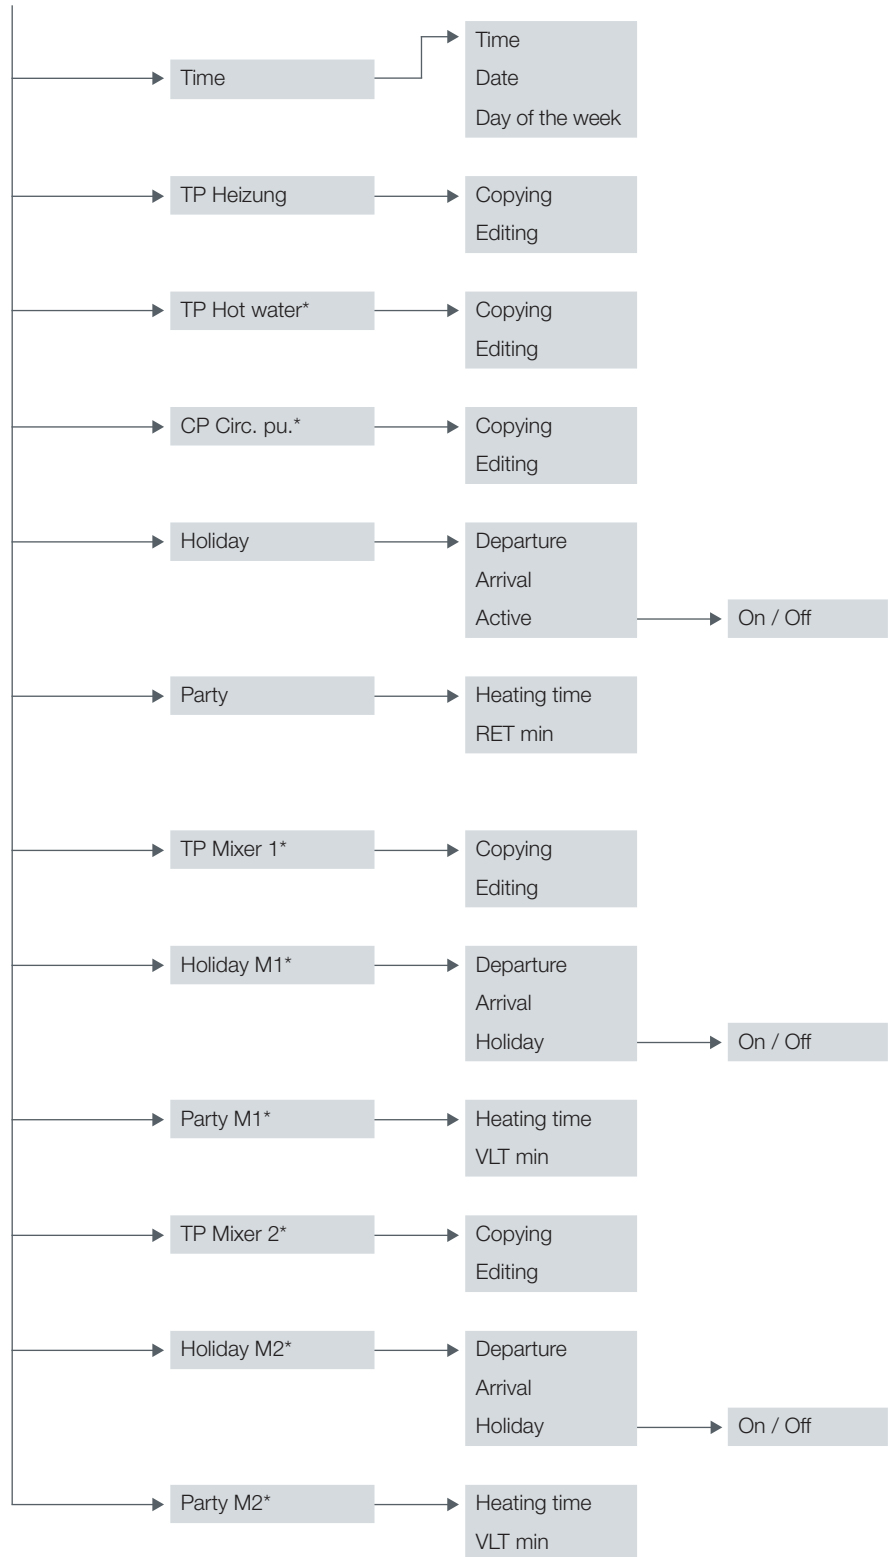 Time
Time
Date
Day of the week
TP Heizung
Copying
Editing
TP Hot water*
Copying
Editing
CP Circ. pu.*
Copying
Editing
Holiday
Departure
Arrival
Active
On / Off
Party
Heating time
RET min
TP Mixer 1*
Copying
Editing
Holiday M1*
Departure
Arrival
Holiday
On / Off
Party M1*
Heating time
VLT min
TP Mixer 2*
Copying
Editing
Holiday M2*
Departure
Arrival
Holiday
On / Off
Party M2*
Heating time
VLT min